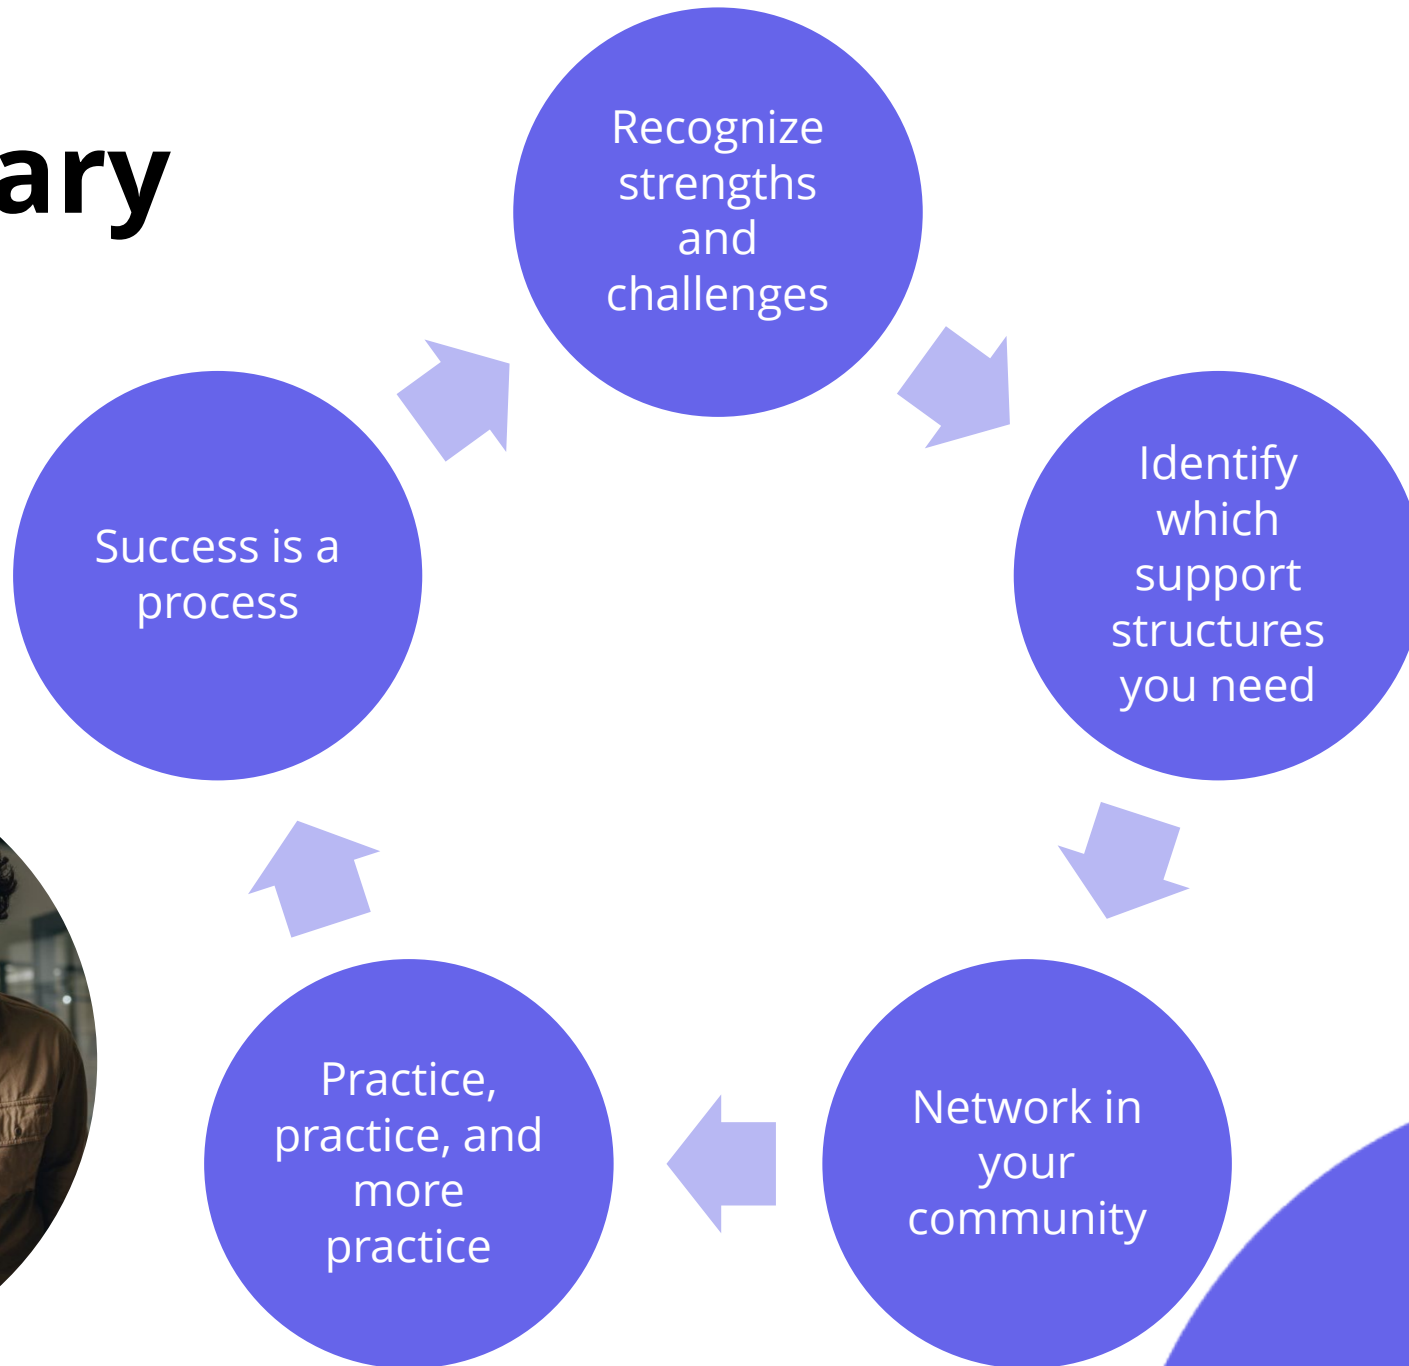 ary
Recognize
strengths
and
challenges
Identify
which
support
structures
you need
Network in
your
community
Practice,
practice, and
more
practice
Success is a
process